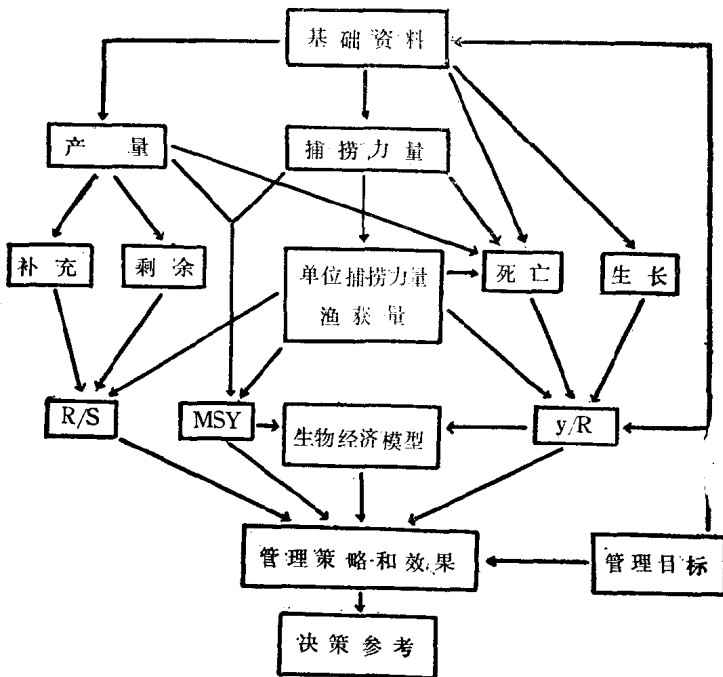 基础资料
产量
捕捞力量
补充
剩余
单位捕捞力量
渔获量
死亡
生长
R/S
MSY
生物经济模型
y/R
管理策略和效果
管理目标
决策参考